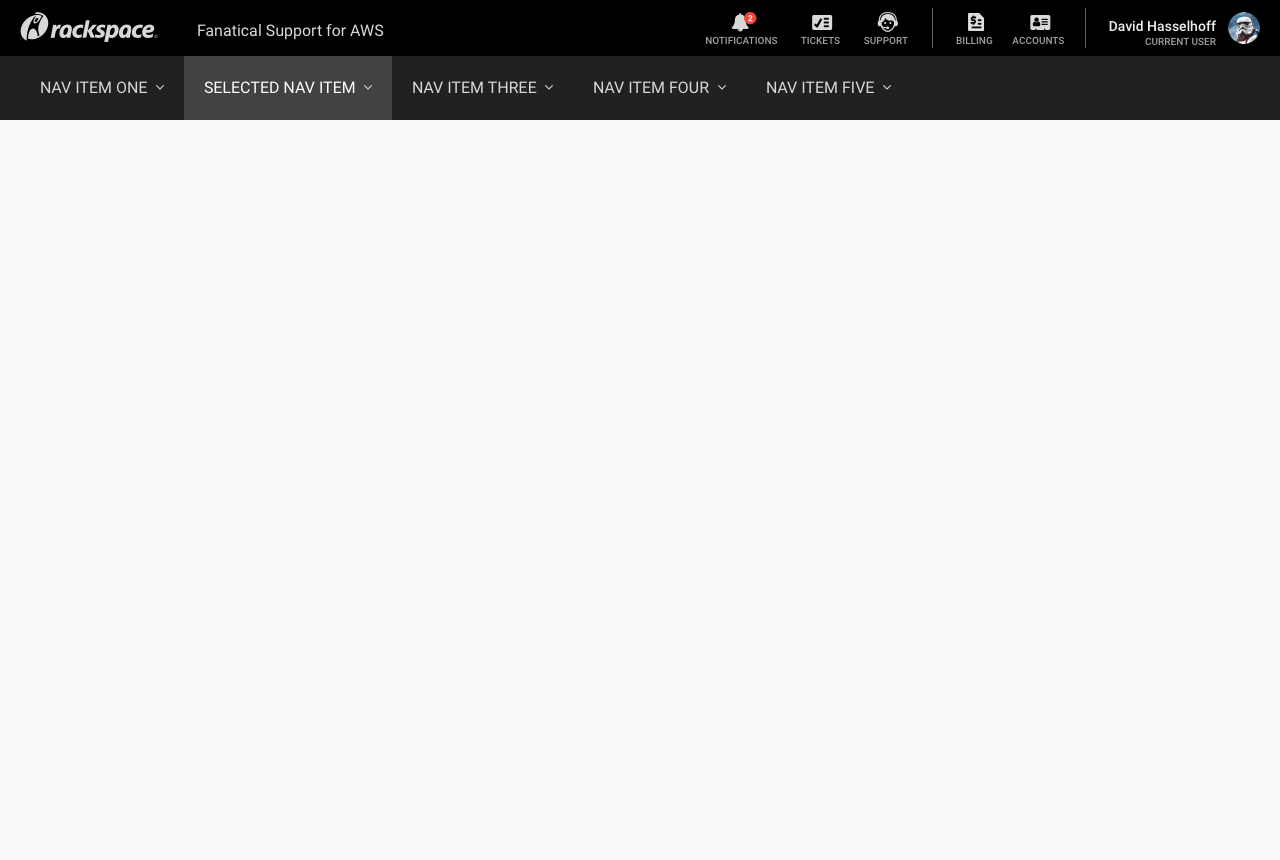 rackspace®
Fanatical Support for AWS
2
NOTIFICATIONS
TICKETS
SUPPORT
BILLING
ACCOUNTS
David Hasselhoff
CURRENT USER
NAV ITEM ONE
SELECTED NAV ITEM
NAV ITEM THREE
NAV ITEM FOUR
NAV ITEM FIVE